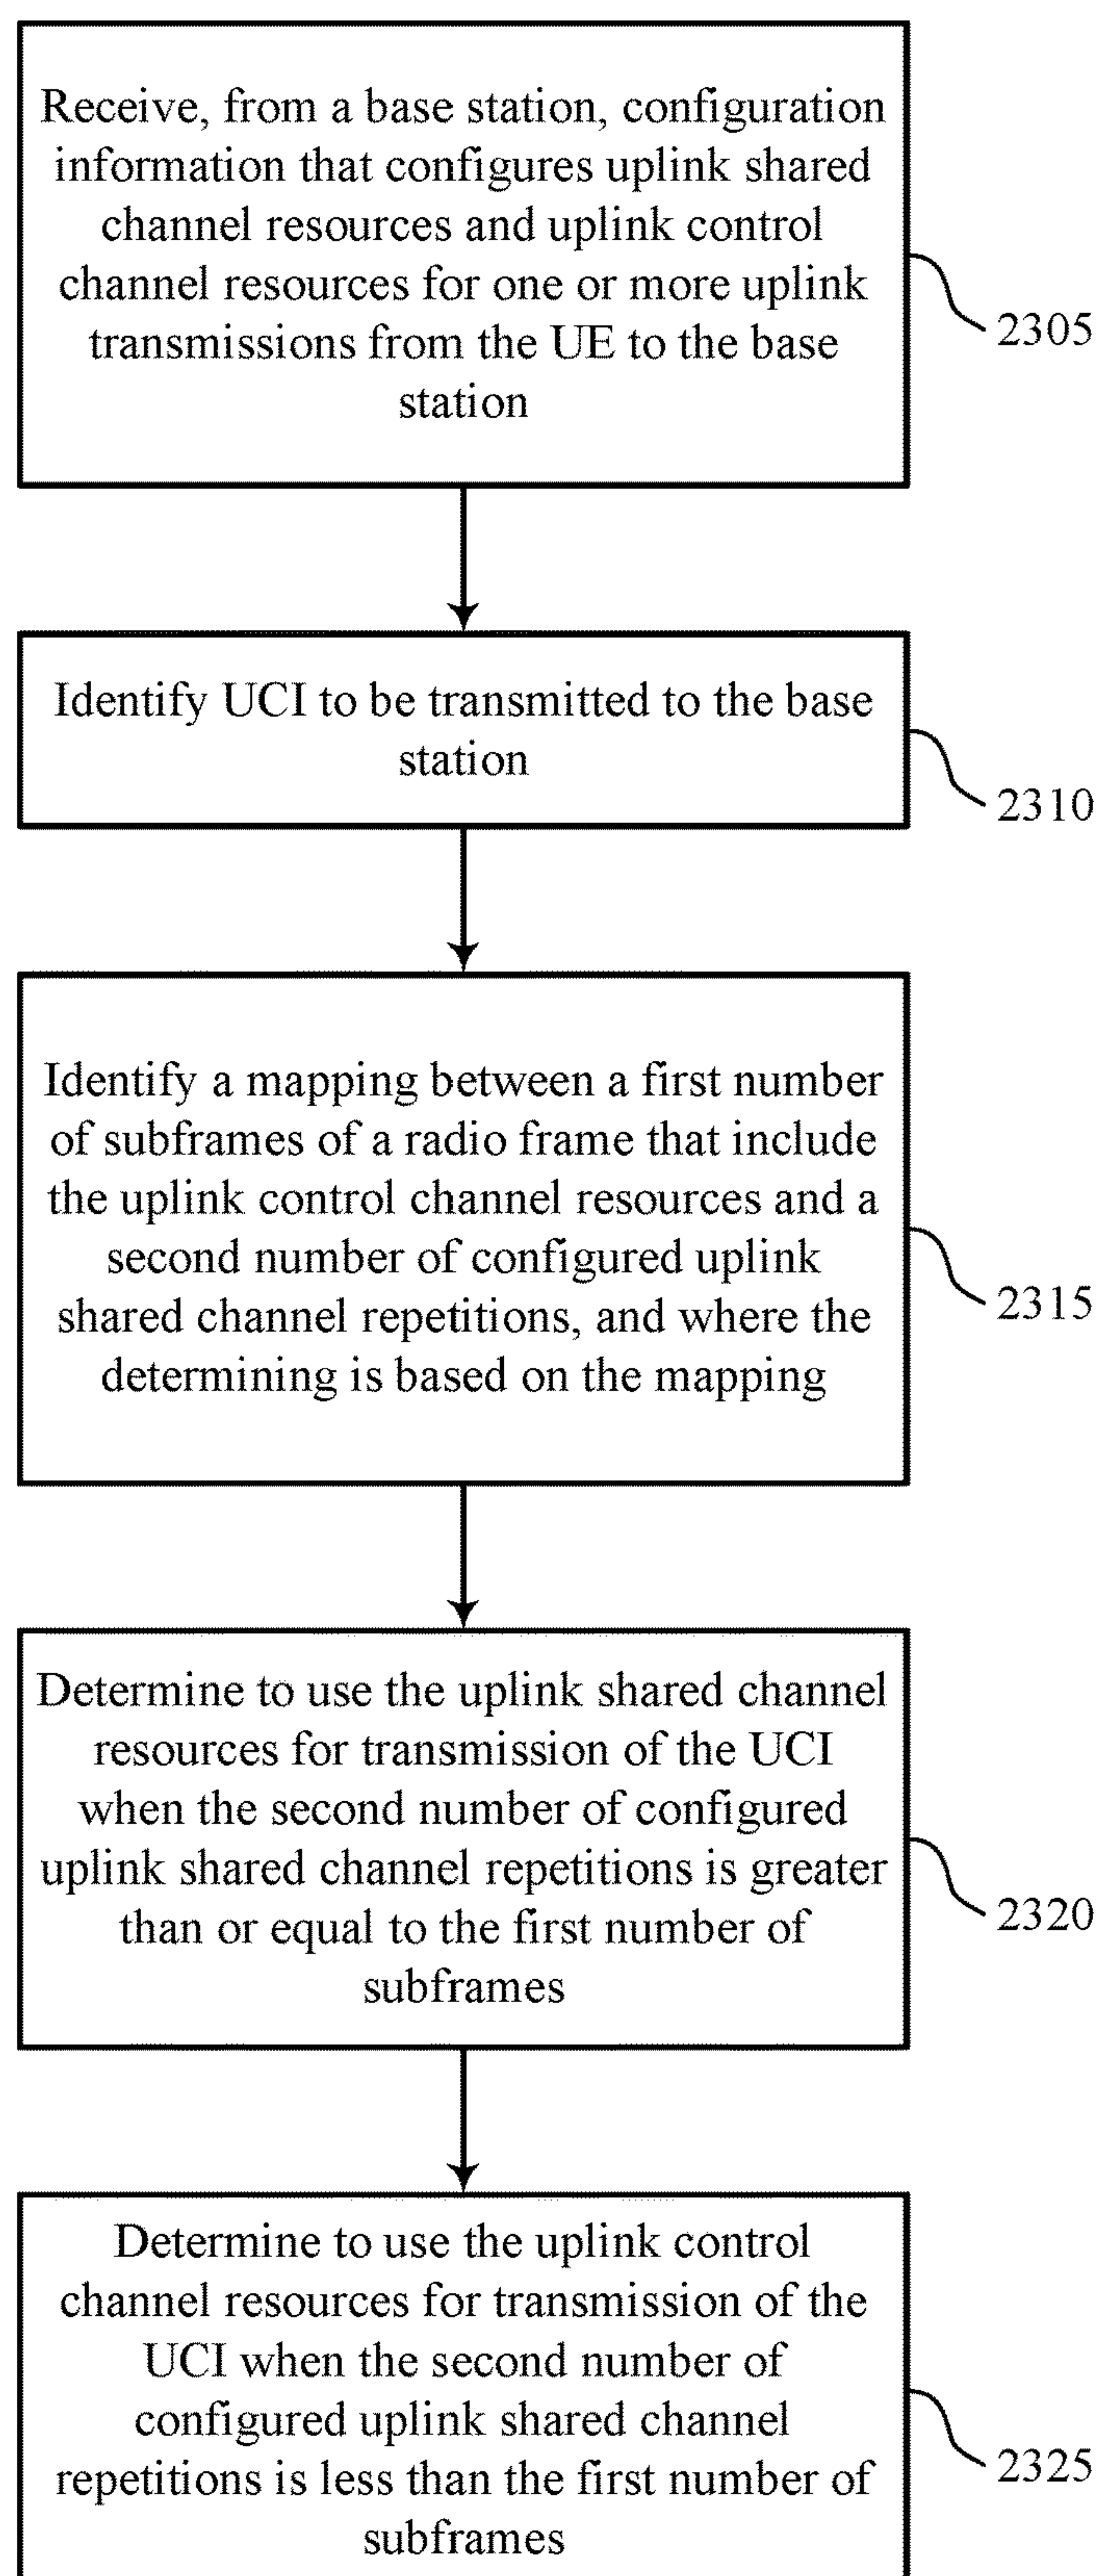 Receive, from a base station, configuration
information that configures uplink shared
channel resources and uplink control
channel resources for one or more uplink
transmissions from the UE to the base
station
2305
Identify UCI to be transmitted to the base
station
2310
Identify a mapping between a first number
of subframes of a radio frame that include
the uplink control channel resources and a
second number of configured uplink
shared channel repetitions, and where the
determining is based on the mapping
2315
Determine to use the uplink shared channel
resources for transmission of the UCI
when the second number of configured
uplink shared channel repetitions is greater
than or equal to the first number of
subframes
2320
Determine to use the uplink control
channel resources for transmission of the
UCI when the second number of
configured uplink shared channel
repetitions is less than the first number of
subframes
2325